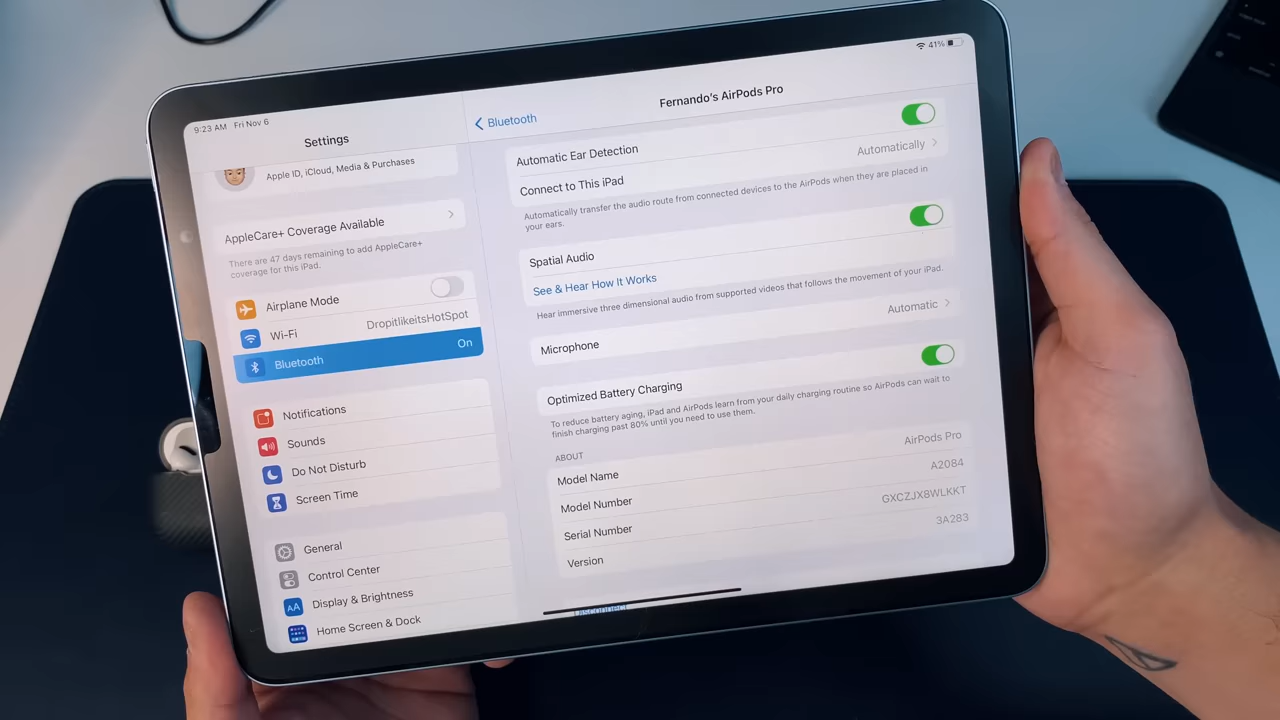 9:23 AM Fri Nov 6
41%
Settings
Apple ID, iCloud, Media & Purchases
AppleCare+ Coverage Available
There are 47 days remaining to add AppleCare+
coverage for this iPad.
Airplane Mode
Wi-Fi DropitlikeitsHotSpot
Bluetooth On
Notifications
Sounds
Do Not Disturb
Screen Time
General
Control Center
AA Display & Brightness
Home Screen & Dock
Bluetooth
Fernando's AirPods Pro
Automatic Ear Detection
Connect to This iPad Automatically
Automatically transfer the audio route from connected devices to the AirPods when they are placed in
your ears.
Spatial Audio
See & Hear How It Works
Hear immersive three dimensional audio from supported videos that follows the movement of your iPad.
Microphone Automatic
Optimized Battery Charging
To reduce battery aging, iPad and AirPods learn from your daily charging routine so AirPods can wait to
finish charging past 80% until you need to use them.
ABOUT
Model Name AirPods Pro
Model Number A2084
Serial Number GXCZJX8WLKKT
Version 3A283
Disconnect